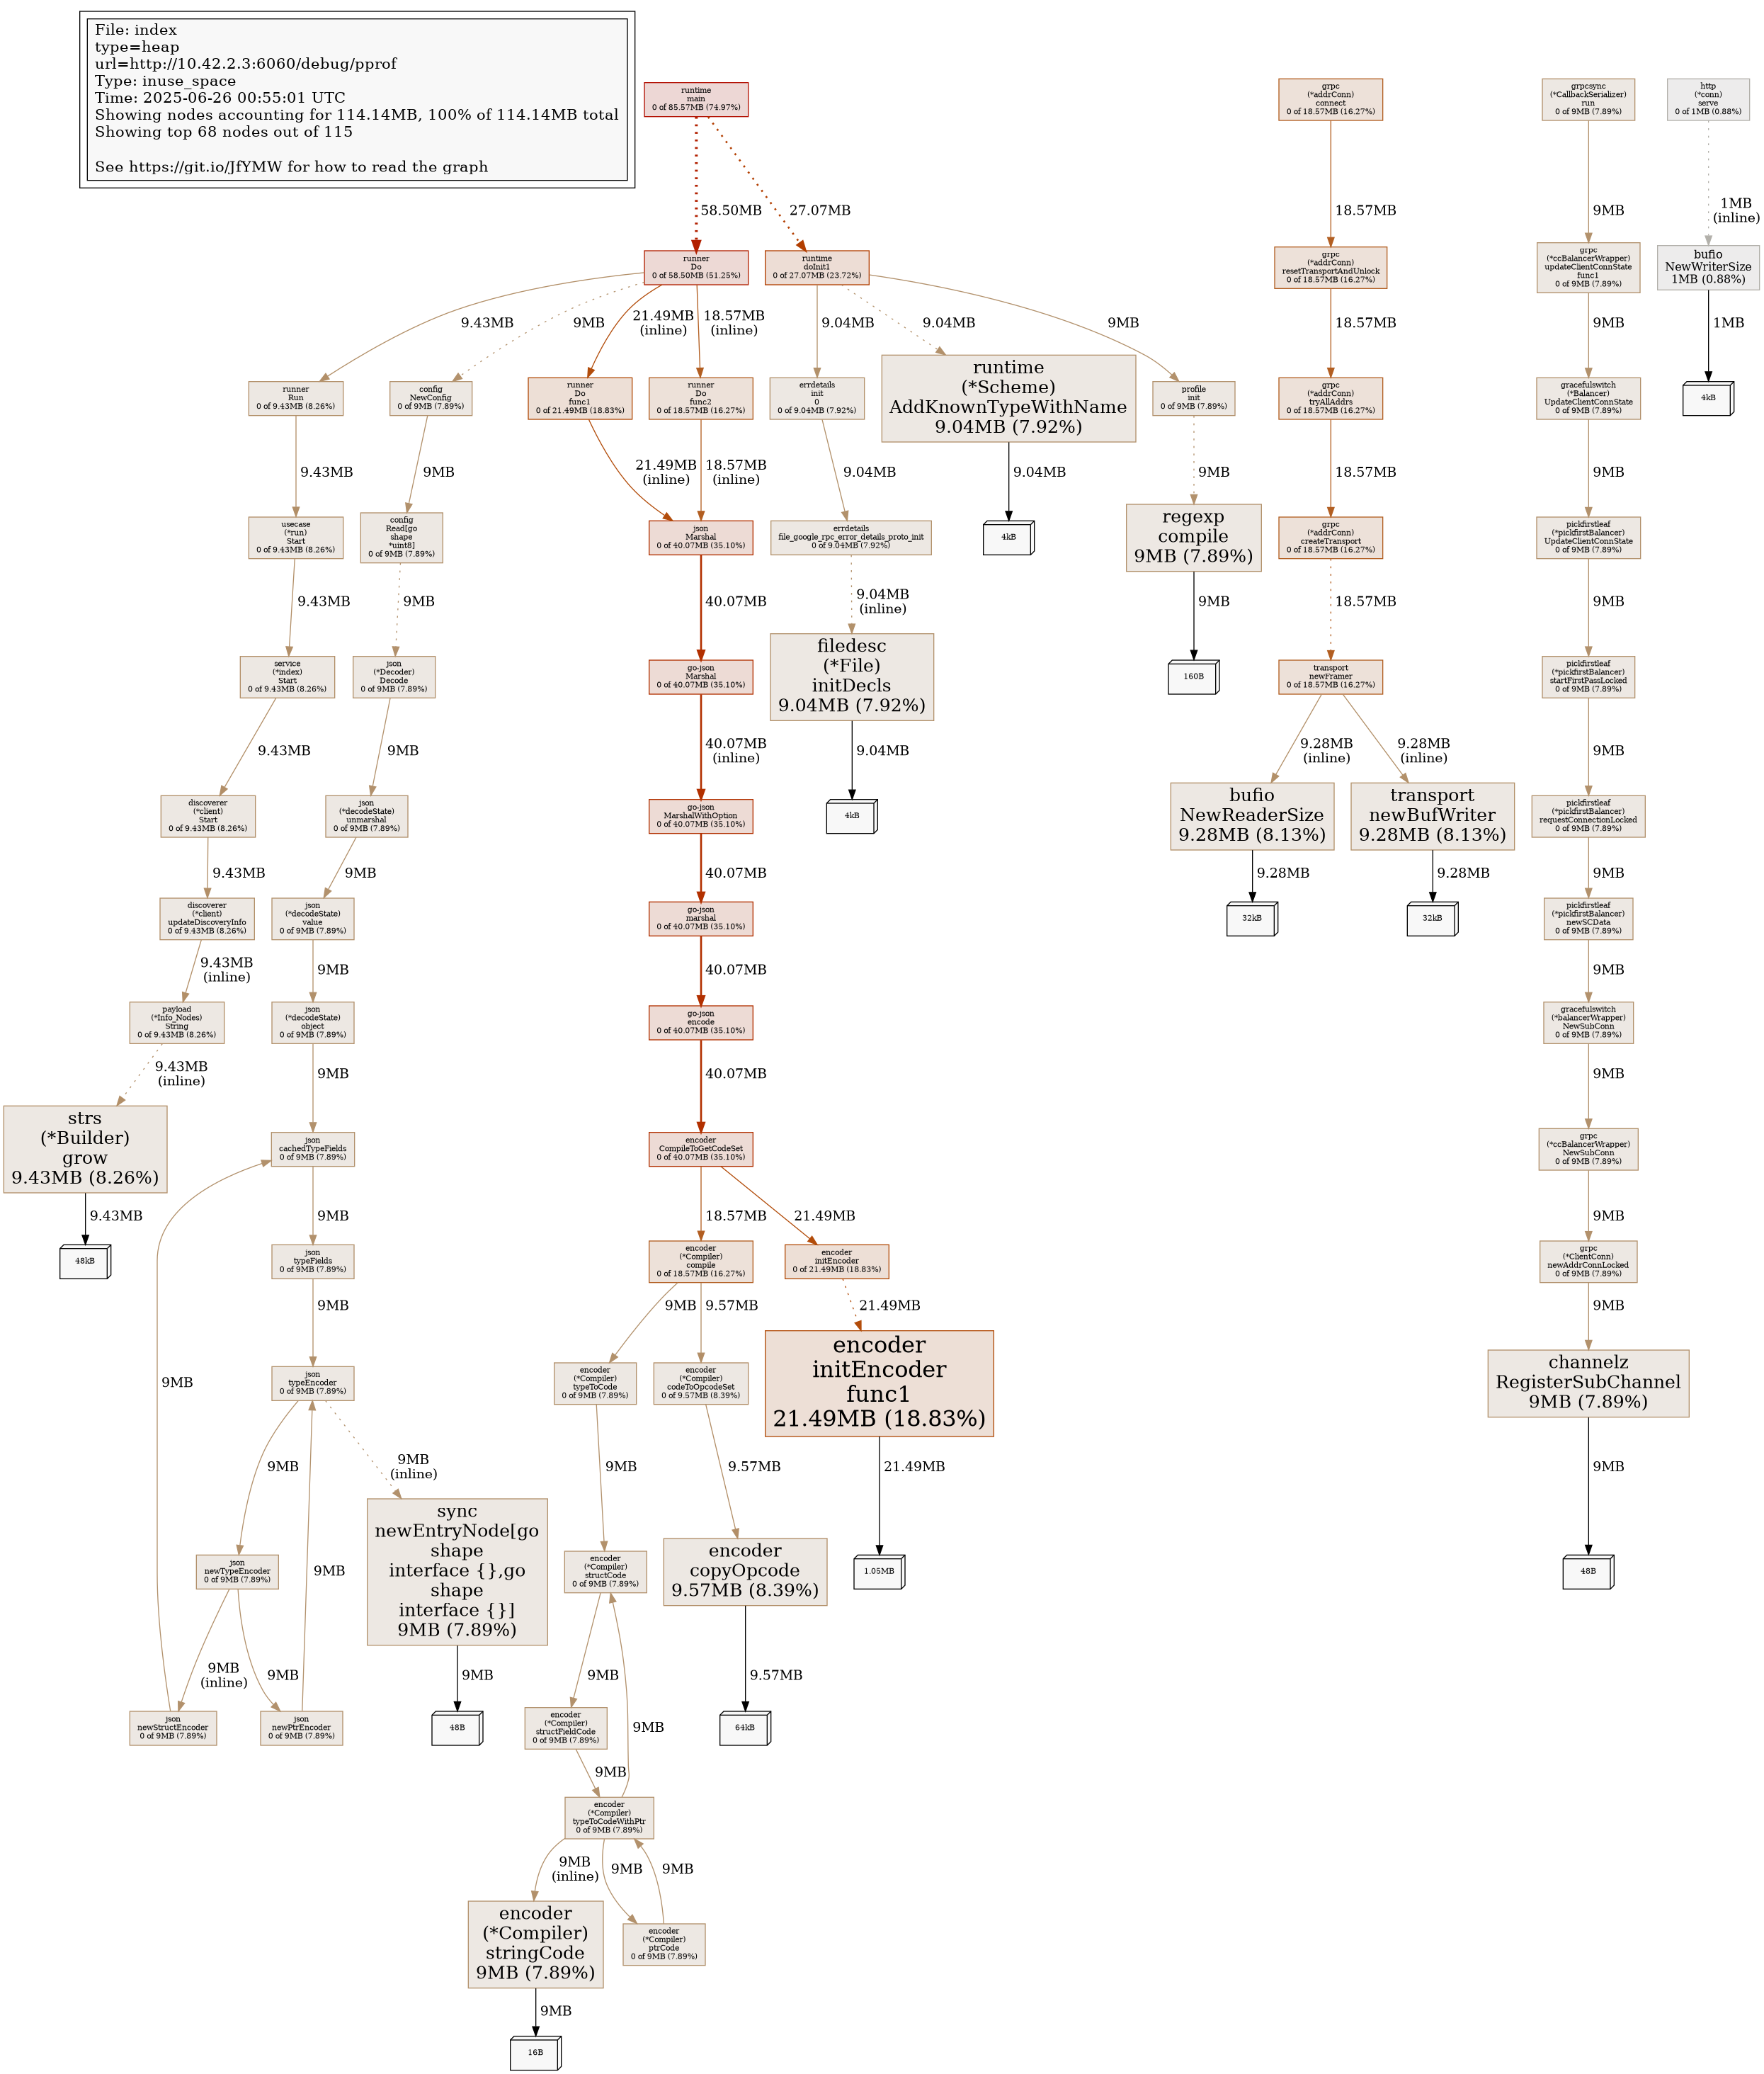 File: index
type=heap
url=http://10.42.2.3:6060/debug/pprof
Type: inuse_space
Time: 2025-06-26 00:55:01 UTC
Showing nodes accounting for 114.14MB, 100% of 114.14MB total
Showing top 68 nodes out of 115
See https://git.io/JfYMW for how to read the graph
runtime
main
0 of 85.57MB (74.97%)
58.50MB
27.07MB
runner
Do
0 of 58.50MB (51.25%)
runtime
doInit1
0 of 27.07MB (23.72%)
9.43MB
9MB
21.49MB
(inline)
18.57MB
(inline)
9.04MB
9.04MB
9MB
runner
Run
0 of 9.43MB (8.26%)
config
NewConfig
0 of 9MB (7.89%)
runner
Do
func1
0 of 21.49MB (18.83%)
runner
Do
func2
0 of 18.57MB (16.27%)
errdetails
init
0
0 of 9.04MB (7.92%)
runtime
(*Scheme)
AddKnownTypeWithName
9.04MB (7.92%)
profile
init
0 of 9MB (7.89%)
9.43MB
9MB
21.49MB
(inline)
18.57MB
(inline)
9.04MB
9.04MB
9MB
usecase
(*run)
Start
0 of 9.43MB (8.26%)
config
Read[go
shape
*uint8]
0 of 9MB (7.89%)
json
Marshal
0 of 40.07MB (35.10%)
errdetails
file_google_rpc_error_details_proto_init
0 of 9.04MB (7.92%)
4kB
regexp
compile
9MB (7.89%)
9.43MB
9MB
40.07MB
9.04MB
(inline)
9MB
service
(*index)
Start
0 of 9.43MB (8.26%)
json
(*Decoder)
Decode
0 of 9MB (7.89%)
go-json
Marshal
0 of 40.07MB (35.10%)
filedesc
(*File)
initDecls
9.04MB (7.92%)
160B
9.43MB
9MB
40.07MB
(inline)
9.04MB
discoverer
(*client)
Start
0 of 9.43MB (8.26%)
json
(*decodeState)
unmarshal
0 of 9MB (7.89%)
go-json
MarshalWithOption
0 of 40.07MB (35.10%)
4kB
9.43MB
9MB
40.07MB
discoverer
(*client)
updateDiscoveryInfo
0 of 9.43MB (8.26%)
json
(*decodeState)
value
0 of 9MB (7.89%)
go-json
marshal
0 of 40.07MB (35.10%)
9.43MB
(inline)
9MB
40.07MB
payload
(*Info_Nodes)
String
0 of 9.43MB (8.26%)
json
(*decodeState)
object
0 of 9MB (7.89%)
go-json
encode
0 of 40.07MB (35.10%)
9.43MB
(inline)
9MB
40.07MB
strs
(*Builder)
grow
9.43MB (8.26%)
json
cachedTypeFields
0 of 9MB (7.89%)
encoder
CompileToGetCodeSet
0 of 40.07MB (35.10%)
9.43MB
9MB
18.57MB
21.49MB
48kB
json
typeFields
0 of 9MB (7.89%)
encoder
(*Compiler)
compile
0 of 18.57MB (16.27%)
encoder
initEncoder
0 of 21.49MB (18.83%)
9MB
9MB
9.57MB
21.49MB
9MB
json
typeEncoder
0 of 9MB (7.89%)
encoder
(*Compiler)
typeToCode
0 of 9MB (7.89%)
encoder
(*Compiler)
codeToOpcodeSet
0 of 9.57MB (8.39%)
encoder
initEncoder
func1
21.49MB (18.83%)
9MB
9MB
(inline)
9MB
9.57MB
21.49MB
json
newTypeEncoder
0 of 9MB (7.89%)
9MB
sync
newEntryNode[go
shape
interface {},go
shape
interface {}]
9MB (7.89%)
encoder
(*Compiler)
structCode
0 of 9MB (7.89%)
encoder
copyOpcode
9.57MB (8.39%)
1.05MB
9MB
(inline)
9MB
9MB
9MB
9MB
9.57MB
json
newStructEncoder
0 of 9MB (7.89%)
json
newPtrEncoder
0 of 9MB (7.89%)
48B
encoder
(*Compiler)
structFieldCode
0 of 9MB (7.89%)
64kB
9MB
encoder
(*Compiler)
typeToCodeWithPtr
0 of 9MB (7.89%)
9MB
(inline)
9MB
9MB
encoder
(*Compiler)
stringCode
9MB (7.89%)
encoder
(*Compiler)
ptrCode
0 of 9MB (7.89%)
9MB
16B
grpc
(*addrConn)
connect
0 of 18.57MB (16.27%)
18.57MB
grpc
(*addrConn)
resetTransportAndUnlock
0 of 18.57MB (16.27%)
18.57MB
grpc
(*addrConn)
tryAllAddrs
0 of 18.57MB (16.27%)
18.57MB
grpc
(*addrConn)
createTransport
0 of 18.57MB (16.27%)
18.57MB
transport
newFramer
0 of 18.57MB (16.27%)
9.28MB
(inline)
9.28MB
(inline)
bufio
NewReaderSize
9.28MB (8.13%)
transport
newBufWriter
9.28MB (8.13%)
9.28MB
9.28MB
32kB
32kB
grpcsync
(*CallbackSerializer)
run
0 of 9MB (7.89%)
9MB
grpc
(*ccBalancerWrapper)
updateClientConnState
func1
0 of 9MB (7.89%)
9MB
gracefulswitch
(*Balancer)
UpdateClientConnState
0 of 9MB (7.89%)
9MB
pickfirstleaf
(*pickfirstBalancer)
UpdateClientConnState
0 of 9MB (7.89%)
9MB
pickfirstleaf
(*pickfirstBalancer)
startFirstPassLocked
0 of 9MB (7.89%)
9MB
pickfirstleaf
(*pickfirstBalancer)
requestConnectionLocked
0 of 9MB (7.89%)
9MB
pickfirstleaf
(*pickfirstBalancer)
newSCData
0 of 9MB (7.89%)
9MB
gracefulswitch
(*balancerWrapper)
NewSubConn
0 of 9MB (7.89%)
9MB
grpc
(*ccBalancerWrapper)
NewSubConn
0 of 9MB (7.89%)
9MB
grpc
(*ClientConn)
newAddrConnLocked
0 of 9MB (7.89%)
9MB
channelz
RegisterSubChannel
9MB (7.89%)
9MB
48B
http
(*conn)
serve
0 of 1MB (0.88%)
1MB
(inline)
bufio
NewWriterSize
1MB (0.88%)
1MB
4kB